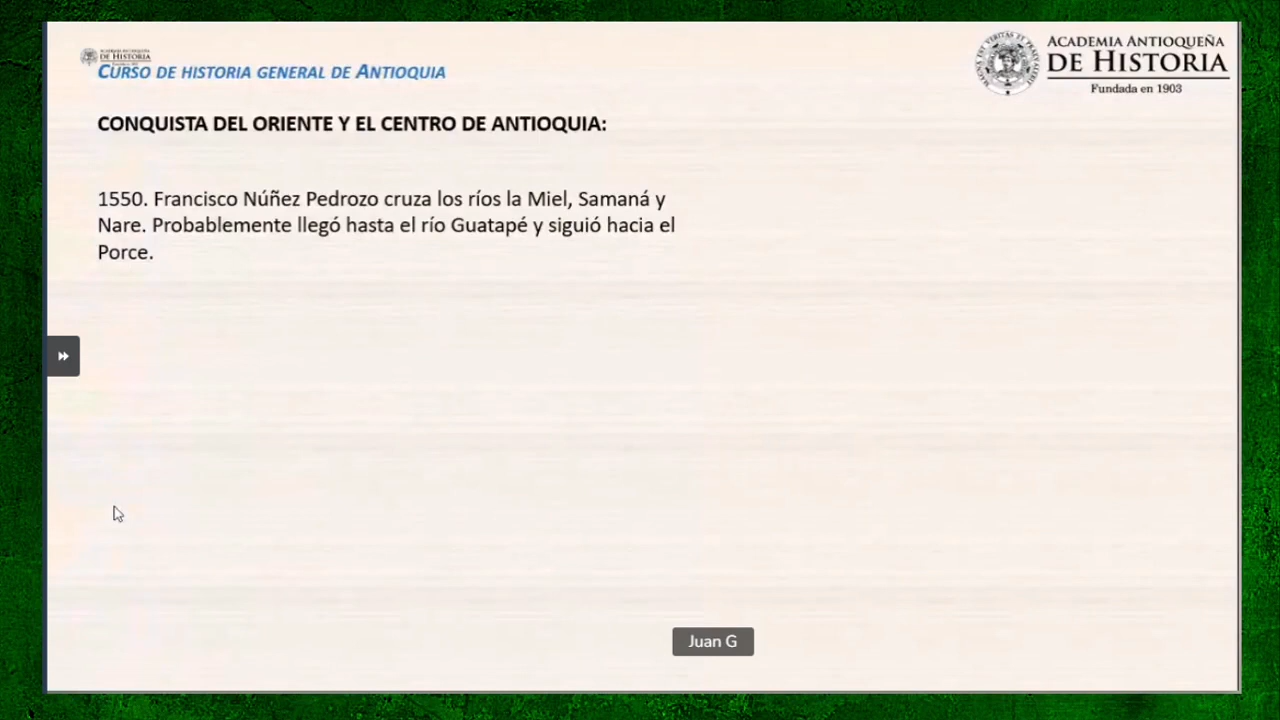 CURSO DE HISTORIA GENERAL DE ANTIOQUIA
DE HISTORIA
ACADEMIA ANTIOQUEÑA
DE HISTORIA
Fundada en 1903
CONQUISTA DEL ORIENTE Y EL CENTRO DE ANTIOQUIA:
1550. Francisco Núñez Pedrozo cruza los ríos la Miel, Samaná y
Nare. Probablemente llegó hasta el río Guatapé y siguió hacia el
Porce.
Juan G